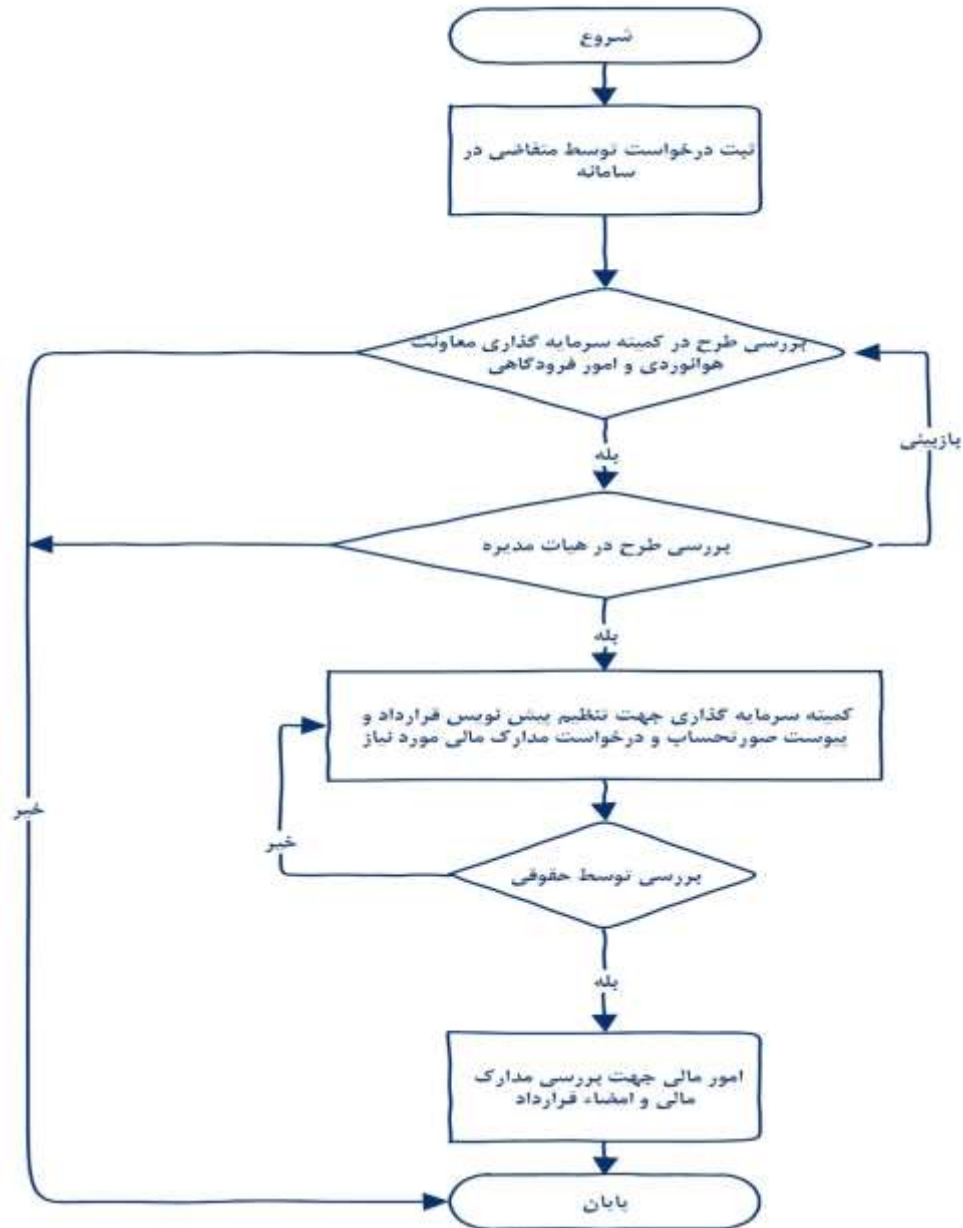 شروع
ثبت درخواست توسط متقاضی در
سامانه
بررسی طرح در کمیته سرمایه گذاری معاونت
هوانوردی و امور فرودگاهی
بازبینی
بله
بررسی طرح در هیات مدیره
بله
کمیته سرمایه گذاری جهت تنظیم پیش نویس قرارداد و
پیوست صورتحساب و درخواست مدارک مالی مورد نیاز
خیر
خیر
بررسی توسط حقوقی
بله
امور مالی جهت بررسی مدارک
مالی و امضاء قرارداد
پایان